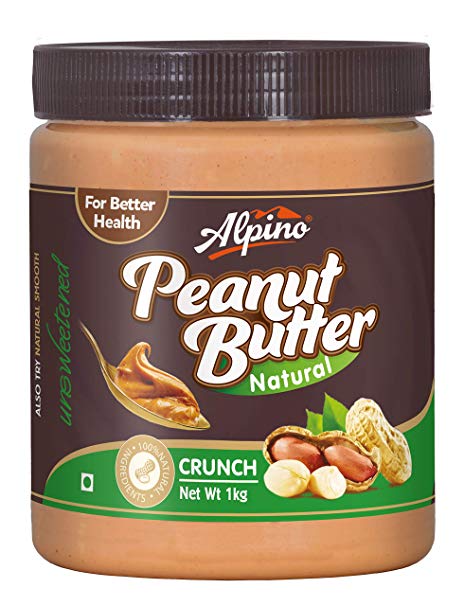 For Better
Health
Alpino®
Peanut
Butter
Natural
ALSO TRY NATURAL SMOOTH
unsweetened
100% NATURAL
INGREDIENTS
CRUNCH
Net Wt 1kg